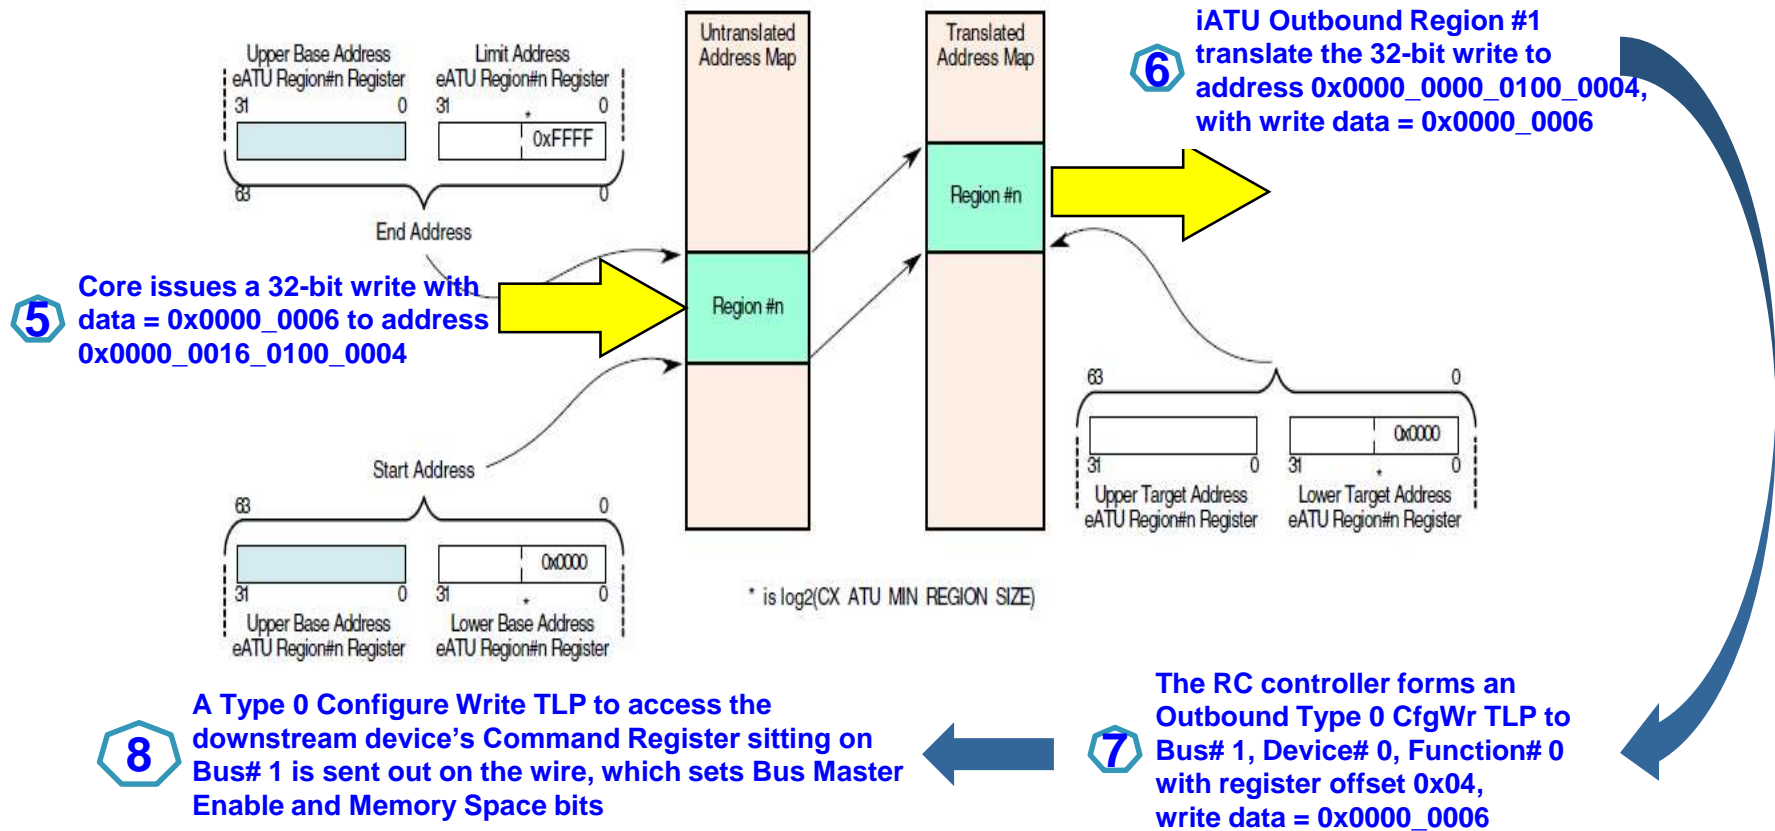 Upper Base Address
eATU Region#n Register
31 0
Limit Address
eATU Region#n Register
31 * 0
0xFFFF
63 0
End Address
Untranslated
Address Map
Translated
Address Map
6
iATU Outbound Region #1
translate the 32-bit write to
address 0x0000_0000_0100_0004,
with write data = 0x0000_0006
Region #n
5
Core issues a 32-bit write with
data = 0x0000_0006 to address
0x0000_0016_0100_0004
Region #n
Start Address
63 0
0x0000
31 0
31 * 0
Upper Base Address
eATU Region#n Register
Lower Base Address
eATU Region#n Register
63 0
0x0000
31 0
31 * 0
Upper Target Address
eATU Region#n Register
Lower Target Address
eATU Region#n Register
* is log2(CX ATU MIN REGION SIZE)
7
The RC controller forms an
Outbound Type 0 CfgWr TLP to
Bus# 1, Device# 0, Function# 0
with register offset 0x04,
write data = 0x0000_0006
8
A Type 0 Configure Write TLP to access the
downstream device's Command Register sitting on
Bus# 1 is sent out on the wire, which sets Bus Master
Enable and Memory Space bits